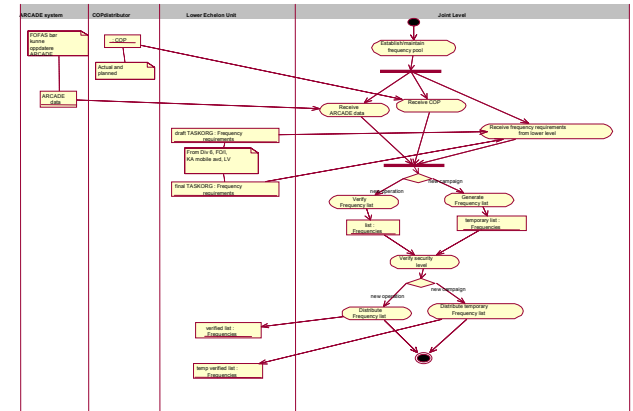 ARCADE system
COPdistributor
Lower Echelon Unit
Joint Level
FOFAS bør
kunne
oppdatere
ARCADE
: COP
Actual and
planned
ARCADE
data
Establish/maintain
frequency pool
Receive
ARCADE data
Receive COP
Receive frequency requirements
from lower level
draft TASKORG : Frequency
requirements
From Div 6, FO/I,
KA mobile avd, LV
final TASKORG : Frequency
requirements
new operation
new campaign
Verify
Frequency list
Generate
Frequency list
list :
Frequencies
temporary list :
Frequencies
Verify security
level
new operation
new campaign
Distribute
Frequency list
Distribute temporary
Frequency list
verified list :
Frequencies
temp verified list :
Frequencies